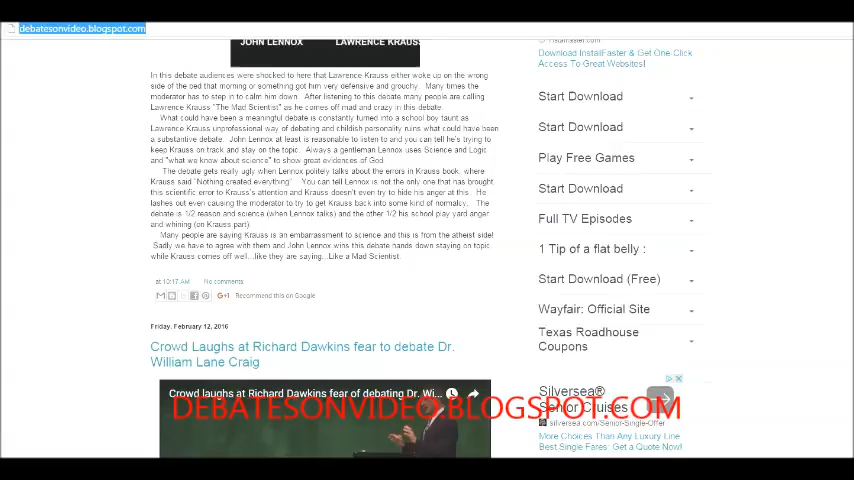 debatesonvideo.blogspot.com
JOHN LENNOX LAWRENCE KRAUSS
In this debate audiences were shocked to here that Lawrence Krauss either woke up on the wrong
side of the bed that morning or something got him very defensive and grouchy. Many times the
moderator has to step in to calm him down. After listening to this debate many people are calling
Lawrence Krauss "The Mad Scientist" as he comes off mad and crazy in this debate.
What could have been a meaningful debate is constantly turned into a school boy taunt as
Lawrence Krauss unprofessional way of debating and childish personality ruins what could have been
a substantive debate. John Lennox at least is reasonable to listen to and you can tell he's trying to
keep Krauss on track and stay on the topic. Always a gentleman Lennox uses Science and Logic
and "what we know about science" to show great evidences of God
The debate gets really ugly when Lennox politely talks about the errors in Krauss book, where
Krauss said "Nothing created everything" You can tell Lennox is not the only one that has brought
this scientific error to Krauss's attention and Krauss doesn't even try to hide his anger at this. He
lashes out even causing the moderator to try to get Krauss back into some kind of normalcy. The
debate is 1/2 reason and science (when Lennox talks) and the other 1/2 his school play yard anger
and whining (on Krauss part)
Many people are saying Krauss is an embarrassment to science and this is from the atheist side!
Sadly we have to agree with them and John Lennox wins this debate hands down staying on topic
while Krauss comes off well...like they are saying...Like a Mad Scientist.
at 10:17 AM No comments
G+1 Recommend this on Google
Friday, February 12, 2016
Crowd Laughs at Richard Dawkins fear to debate Dr.
William Lane Craig
Crowd laughs at Richard Dawkins fear of debating Dr. Wi...
Download InstallFaster & Get One Click
Access To Great Websites!
Start Download
Start Download
Play Free Games
Start Download
Full TV Episodes
1 Tip of a flat belly :
Start Download (Free)
Wayfair: Official Site
Texas Roadhouse
Coupons
Silversea®
Senior Cruises
silversea.com/Senior-Single-Offer
More Choices Than Any Luxury Line
Best Single Fares: Get a Quote Now!
DEBATESONVIDEO.BLOGSPOT.COM